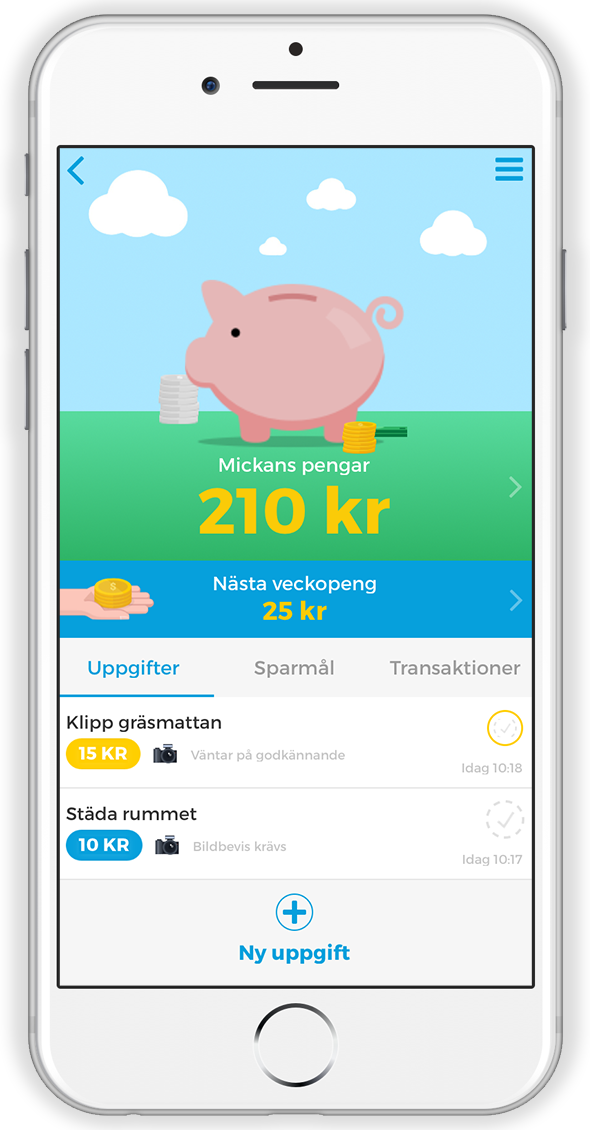 Mickans pengar
210 kr
Nästa veckopeng
25 kr
Uppgifter Sparmål Transaktioner
Klipp gräsmattan
15 KR Väntar på godkännande
Idag 10:18
Städa rummet
10 KR Bildbevis krävs
Idag 10:17
Ny uppgift